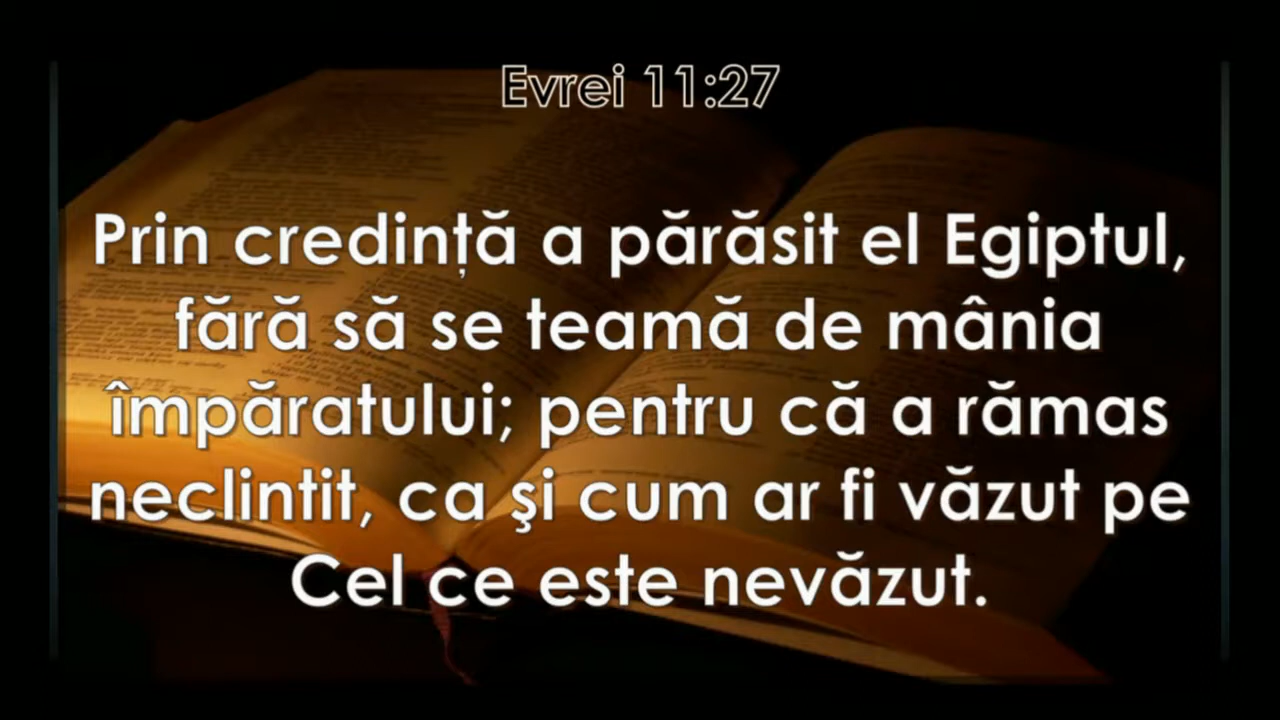 Evrei 11:27
Prin credință a părăsit el Egiptul,
fără să se teamă de mânia
împăratului; pentru că a rămas
neclintit, ca şi cum ar fi văzut pe
Cel ce este nevăzut.